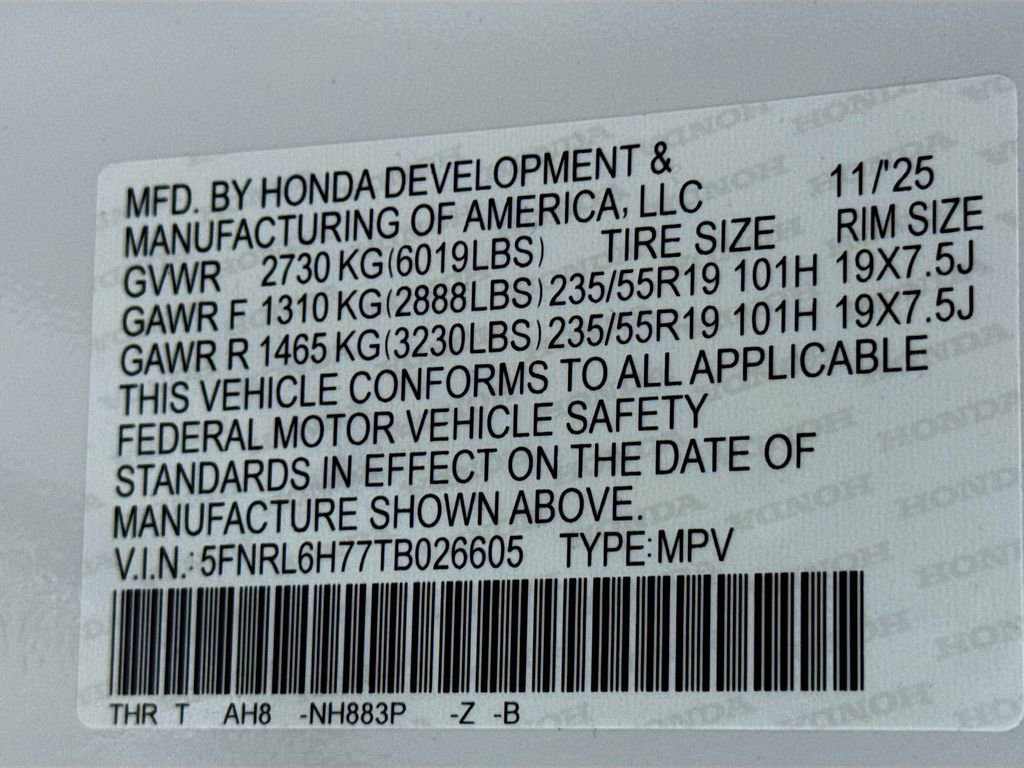 MFD. BY HONDA DEVELOPMENT &
MANUFACTURING OF AMERICA, LLC 11/'25
GVWR 2730 KG(6019LBS) TIRE SIZE RIM SIZE
GAWR F 1310 KG(2888LBS) 235/55R19 101H 19X7.5J
GAWR R 1465 KG(3230LBS) 235/55R19 101H 19X7.5J
THIS VEHICLE CONFORMS TO ALL APPLICABLE
FEDERAL MOTOR VEHICLE SAFETY
STANDARDS IN EFFECT ON THE DATE OF
MANUFACTURE SHOWN ABOVE.
V.I.N.: 5FNRL6H77TB026605 TYPE: MPV
THR T AH8 -NH883P -Z -B